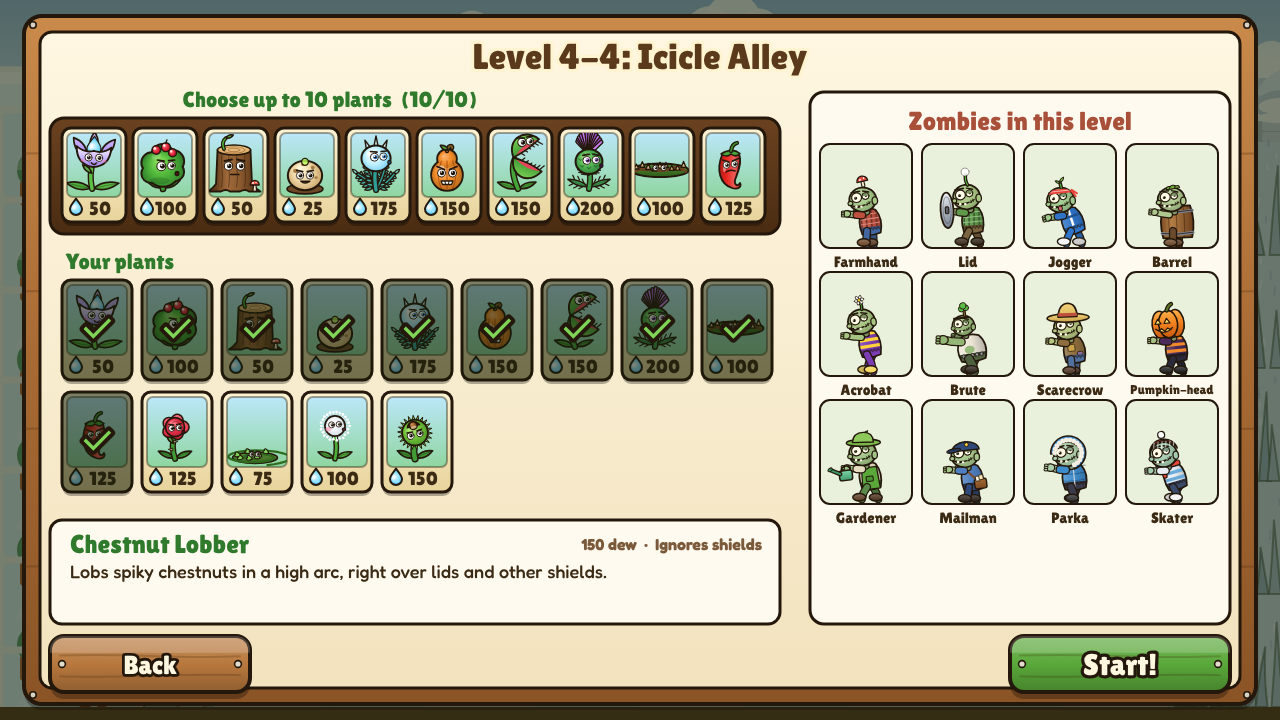 Level 4-4: Icicle Alley
Choose up to 10 plants (10/10)
50 100 50 25 175 150 150 200 100 125
Your plants
50 100 50 25 175 150 150 200 100
125 125 75 100 150
Chestnut Lobber
150 dew · Ignores shields
Lobs spiky chestnuts in a high arc, right over lids and other shields.
Back
Zombies in this level
Farmhand Lid Jogger Barrel
Acrobat Brute Scarecrow Pumpkin-head
Gardener Mailman Parka Skater
Start!